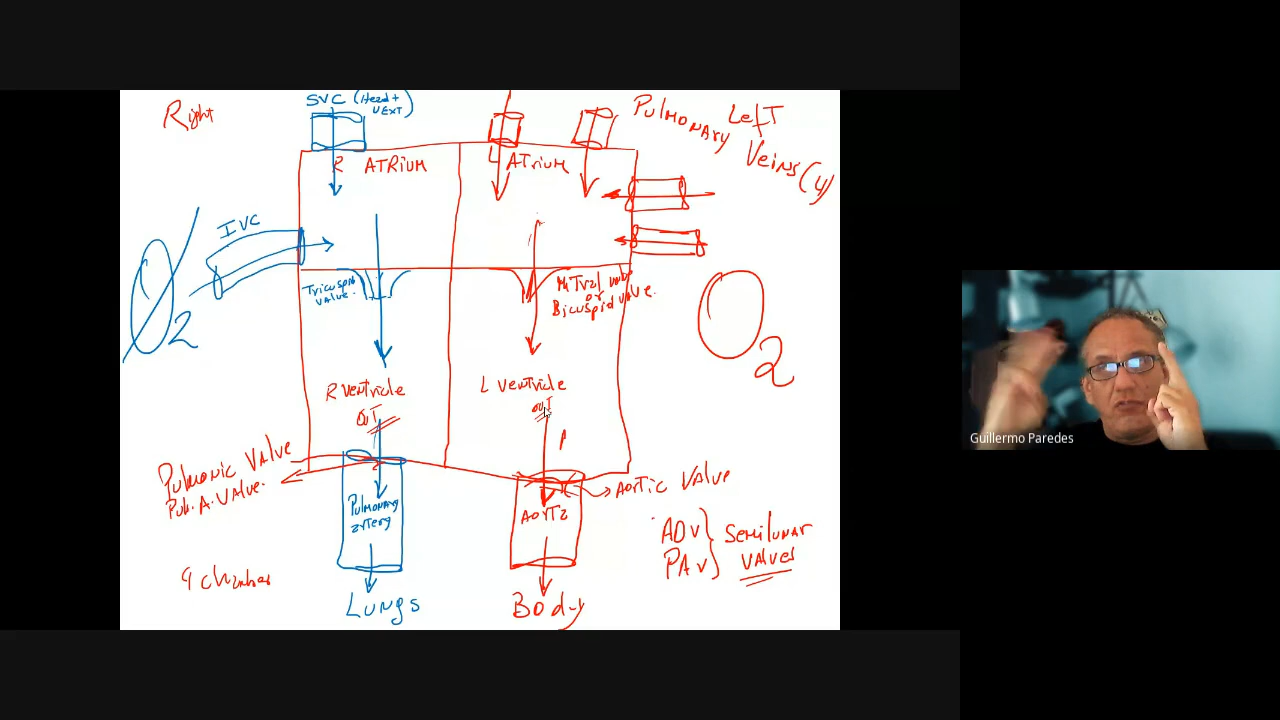 Right
SVC (Head +
UEXT)
PULMONARY
Left
Veins (4)
R ATRIUM
L ATrium
IVC
Tricuspid
Valve.
Mitral valve
or
Bicuspid valve.
O2
O2
R ventricle
OUT
L ventricle
OUT
Pulmonic Valve
Pul. A. Valve.
Pulmonary
artery
Aorta
Aortic Valve
AOV
PAV
Semilunar
Valves
4 chamber
Lungs
Body
Guillermo Paredes